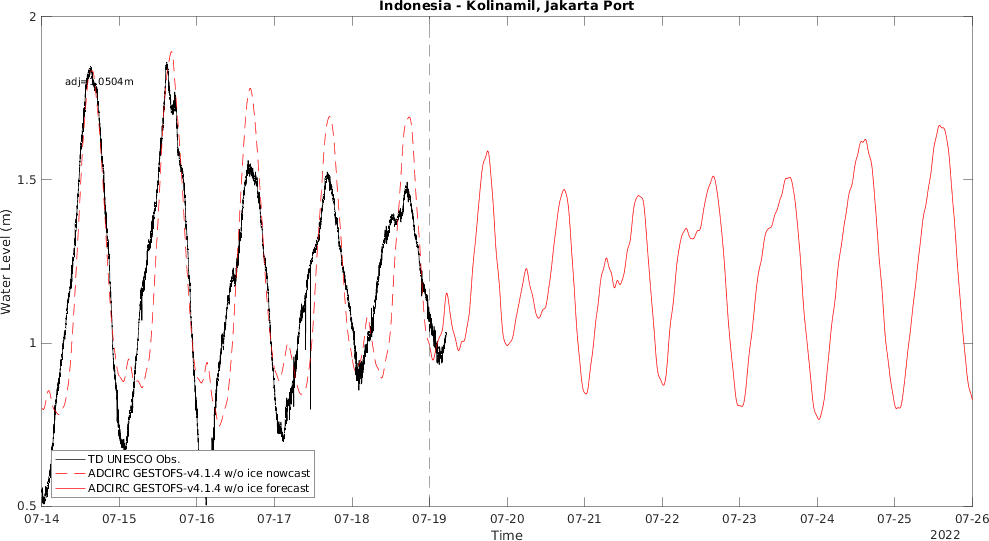 Indonesia - Kolinamil, Jakarta Port
2
1.5
1
0.5
Water Level (m)
adj=1.0504m
TD UNESCO Obs.
ADCIRC GESTOFS-v4.1.4 w/o ice nowcast
ADCIRC GESTOFS-v4.1.4 w/o ice forecast
07-14 07-15 07-16 07-17 07-18 07-19 07-20 07-21 07-22 07-23 07-24 07-25 07-26
Time
2022